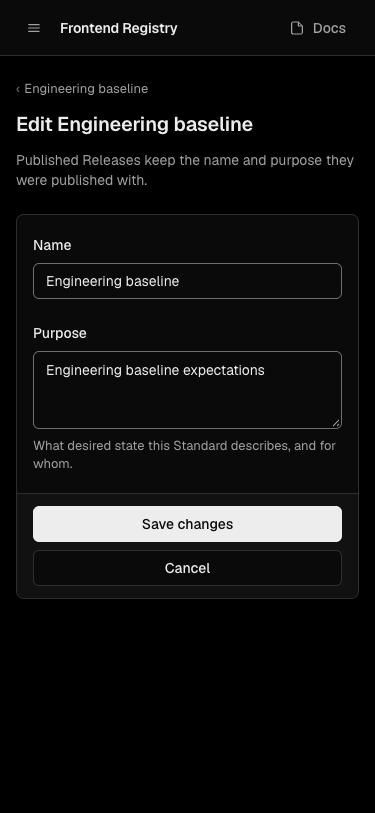 Frontend Registry
Docs
‹ Engineering baseline
Edit Engineering baseline
Published Releases keep the name and purpose they
were published with.
Name
Engineering baseline
Purpose
Engineering baseline expectations
What desired state this Standard describes, and for
whom.
Save changes
Cancel